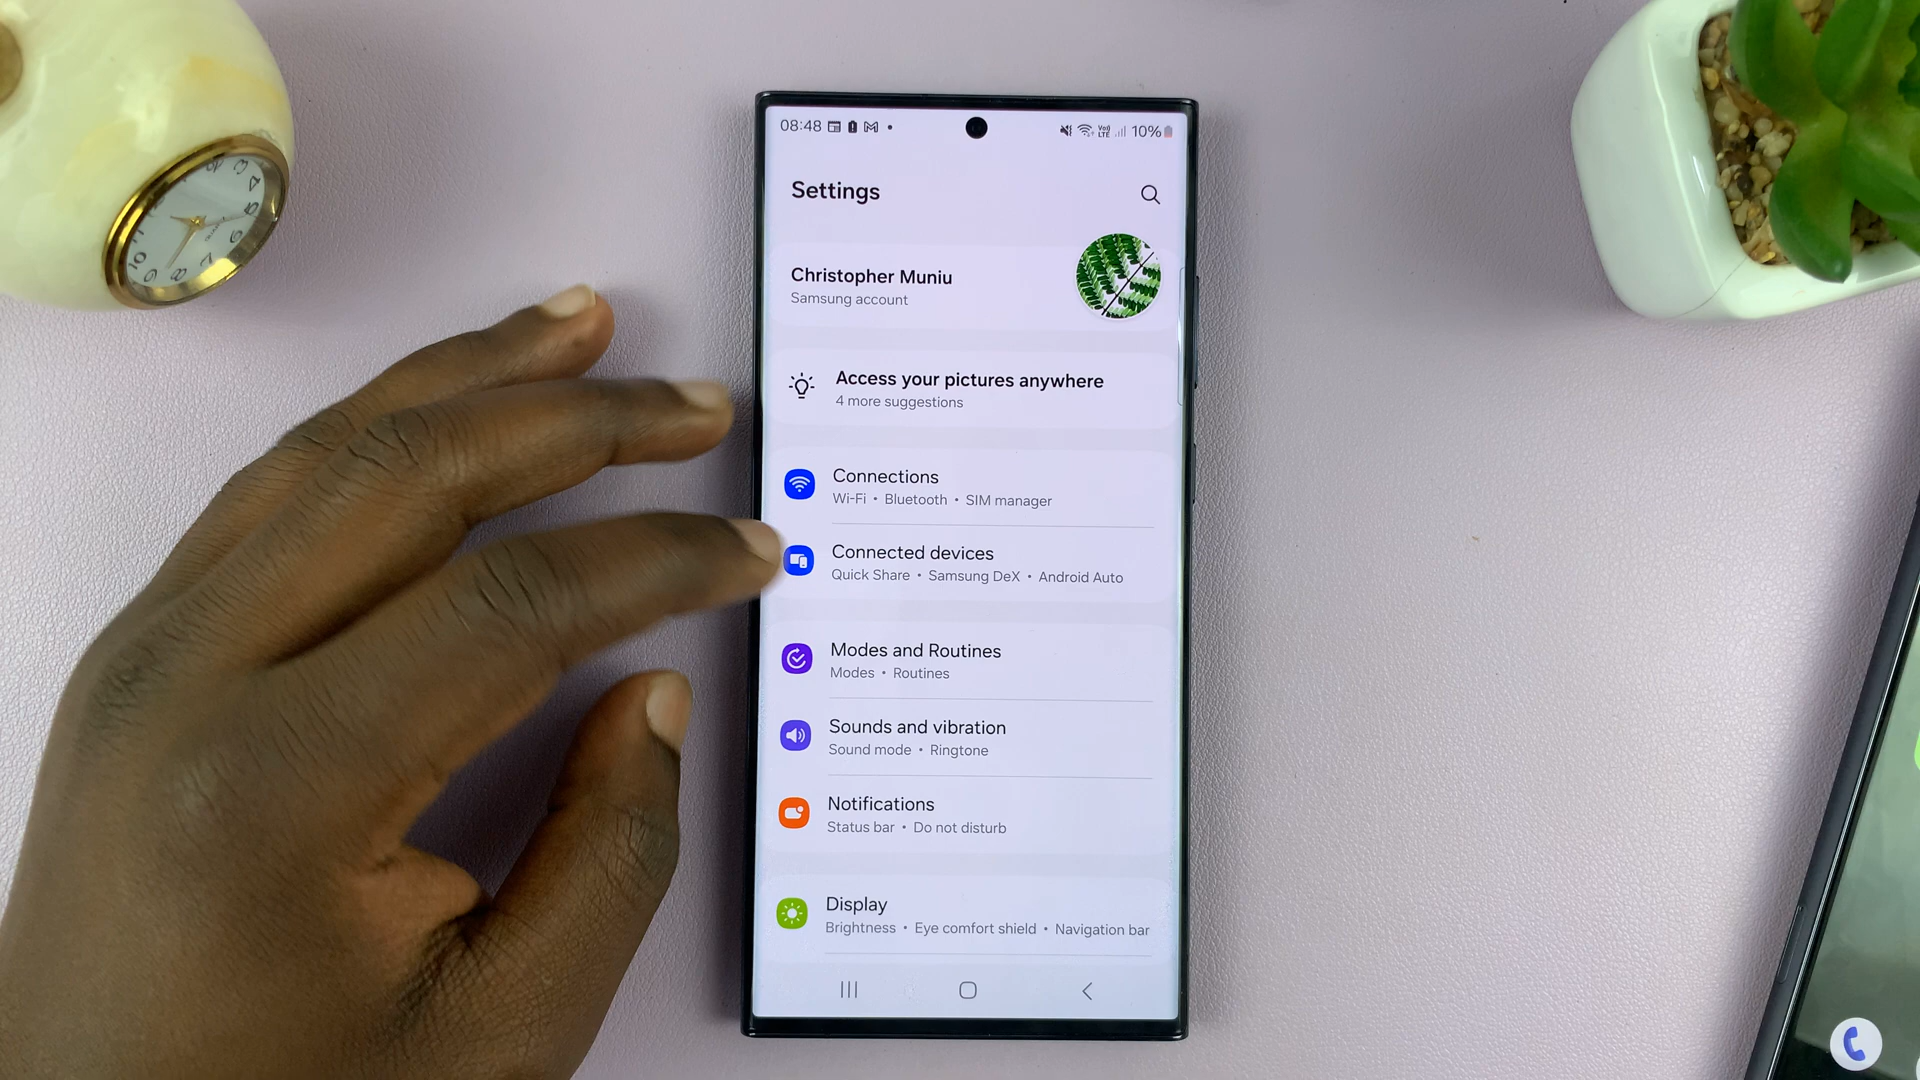 08:48
10%
Settings
Christopher Muniu
Samsung account
Access your pictures anywhere
4 more suggestions
Connections
Wi-Fi • Bluetooth • SIM manager
Connected devices
Quick Share • Samsung DeX • Android Auto
Modes and Routines
Modes • Routines
Sounds and vibration
Sound mode • Ringtone
Notifications
Status bar • Do not disturb
Display
Brightness • Eye comfort shield • Navigation bar